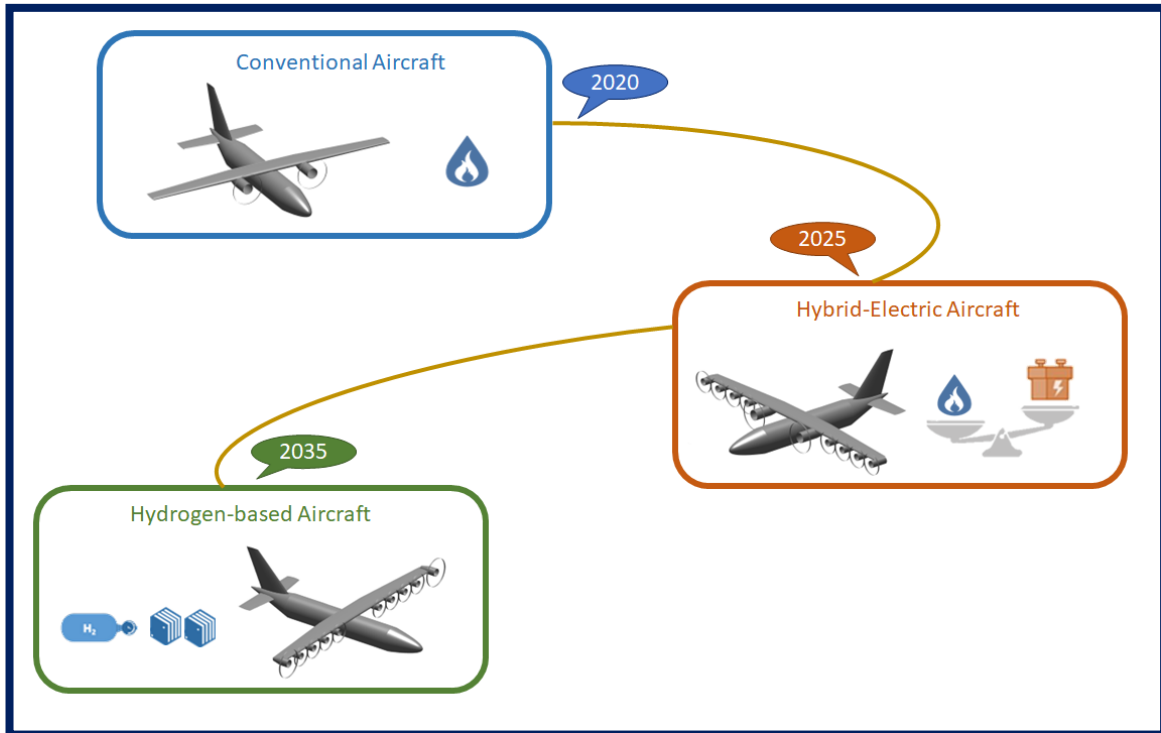 Conventional Aircraft
2020
2025
Hybrid-Electric Aircraft
2035
Hydrogen-based Aircraft
H₂